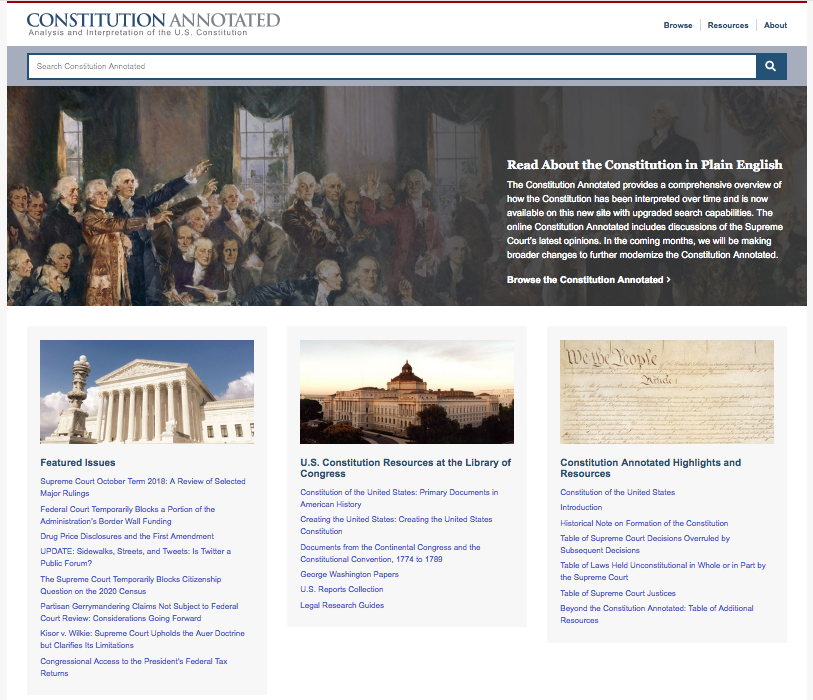 CONSTITUTION ANNOTATED
Analysis and Interpretation of the U.S. Constitution
Browse
Resources
About
Search Constitution Annotated
Read About the Constitution in Plain English
The Constitution Annotated provides a comprehensive overview of
how the Constitution has been interpreted over time and is now
available on this new site with upgraded search capabilities. The
online Constitution Annotated includes discussions of the Supreme
Court's latest opinions. In the coming months, we will be making
broader changes to further modernize the Constitution Annotated.
Browse the Constitution Annotated >
Featured Issues
Supreme Court October Term 2018: A Review of Selected
Major Rulings
Federal Court Temporarily Blocks a Portion of the
Administration's Border Wall Funding
Drug Price Disclosures and the First Amendment
UPDATE: Sidewalks, Streets, and Tweets: Is Twitter a
Public Forum?
The Supreme Court Temporarily Blocks Citizenship
Question on the 2020 Census
Partisan Gerrymandering Claims Not Subject to Federal
Court Review: Considerations Going Forward
Kisor v. Wilkie: Supreme Court Upholds the Auer Doctrine
but Clarifies Its Limitations
Congressional Access to the President's Federal Tax
Returns
U.S. Constitution Resources at the Library of
Congress
Constitution of the United States: Primary Documents in
American History
Creating the United States: Creating the United States
Constitution
Documents from the Continental Congress and the
Constitutional Convention, 1774 to 1789
George Washington Papers
U.S. Reports Collection
Legal Research Guides
We the People
Article I
Constitution Annotated Highlights and
Resources
Constitution of the United States
Introduction
Historical Note on Formation of the Constitution
Table of Supreme Court Decisions Overruled by
Subsequent Decisions
Table of Laws Held Unconstitutional in Whole or in Part by
the Supreme Court
Table of Supreme Court Justices
Beyond the Constitution Annotated: Table of Additional
Resources